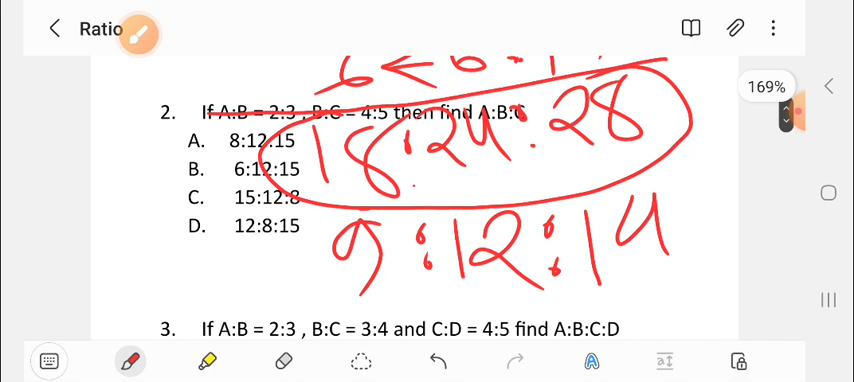 Ratio
169%
2. If A:B = 2:3 , B:C = 4:5 then find A:B:C
A. 8:12:15
B. 6:12:15
C. 15:12:8
D. 12:8:15
18:24:28
9:12:14
3. If A:B = 2:3 , B:C = 3:4 and C:D = 4:5 find A:B:C:D